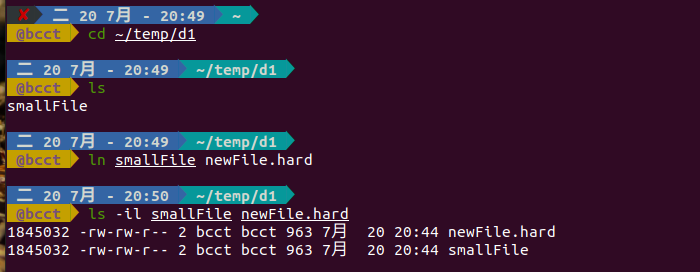 ✘ 二 20 7月 - 20:49 ~
@bcct cd ~/temp/d1
二 20 7月 - 20:49 ~/temp/d1
@bcct ls
smallFile
二 20 7月 - 20:49 ~/temp/d1
@bcct ln smallFile newFile.hard
二 20 7月 - 20:50 ~/temp/d1
@bcct ls -il smallFile newFile.hard
1845032 -rw-rw-r-- 2 bcct bcct 963 7月  20 20:44 newFile.hard
1845032 -rw-rw-r-- 2 bcct bcct 963 7月  20 20:44 smallFile